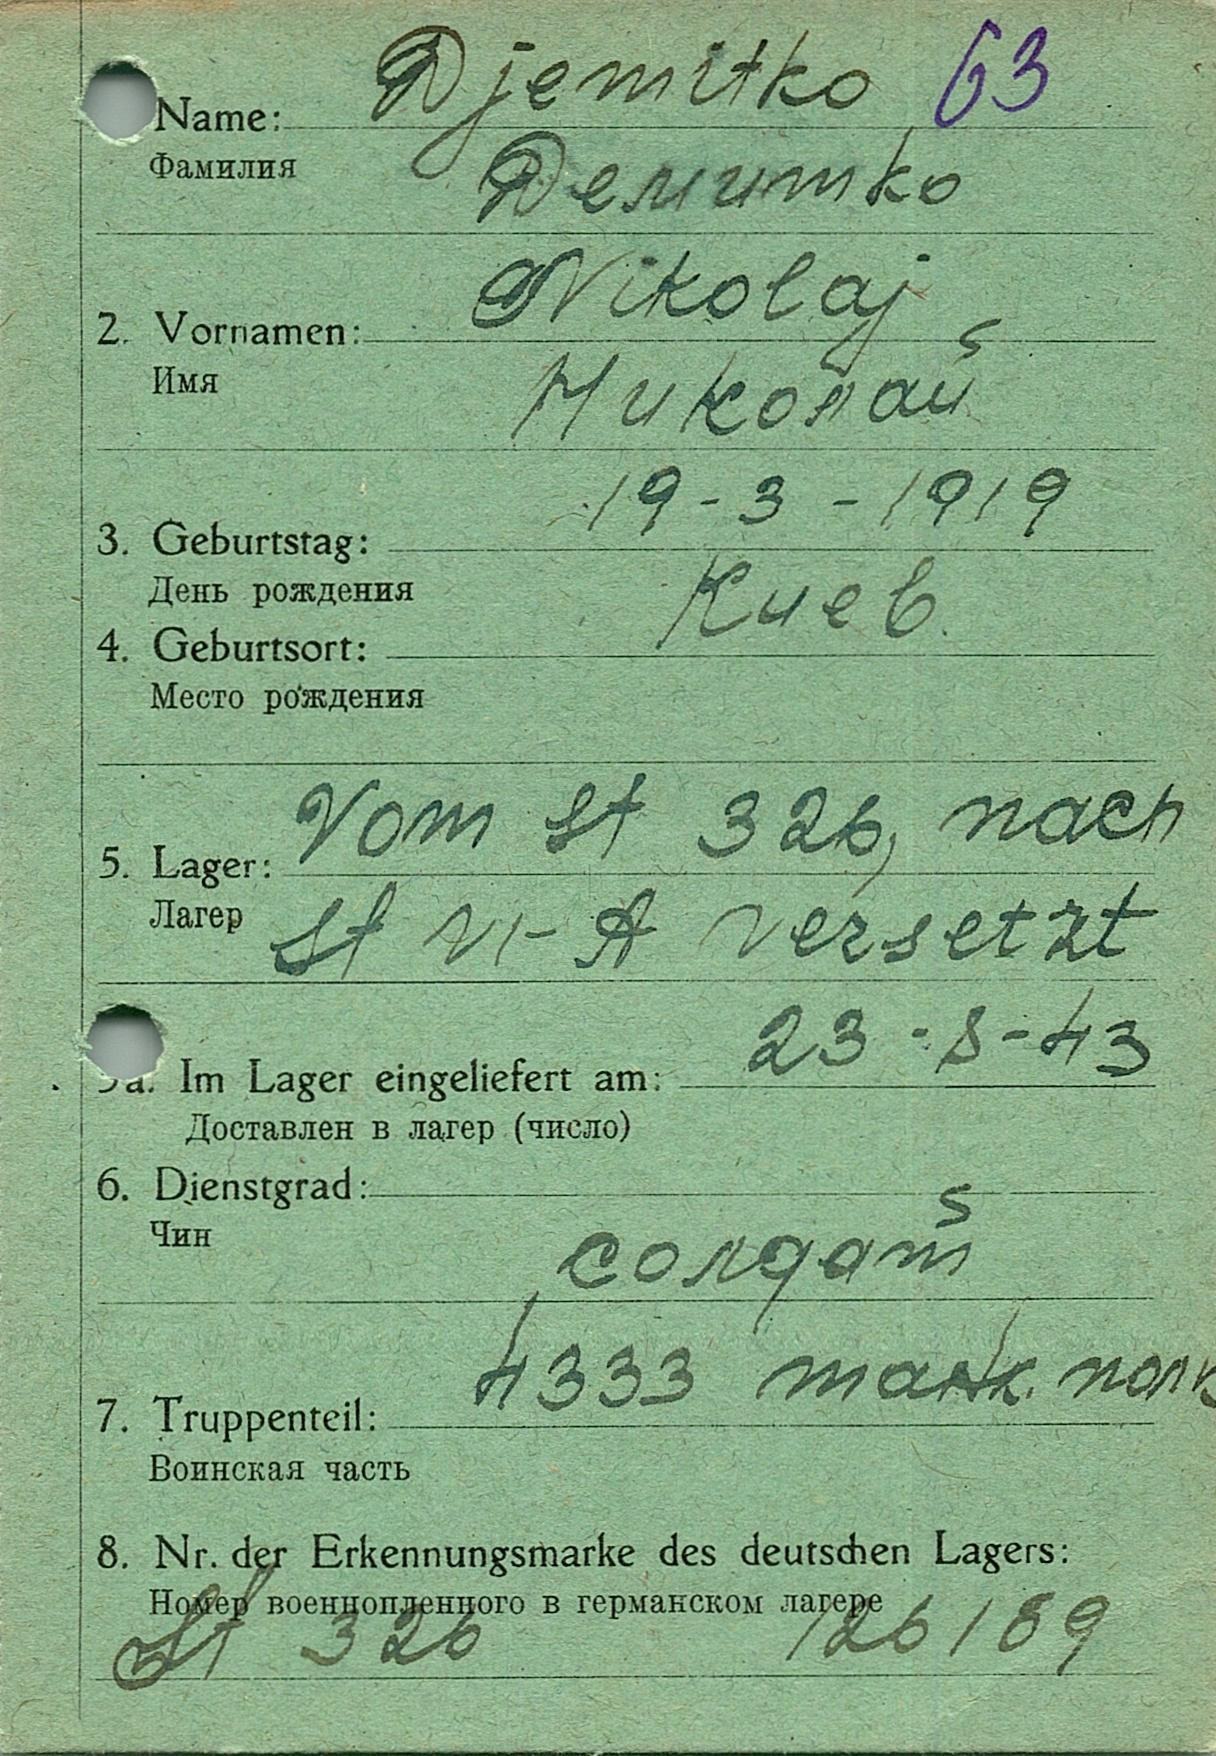 Djemitko 63
Name:
Фамилия
Демитко
Nikolaj
2. Vornamen:
Имя
Николай
19-3-1919
3. Geburtstag:
День рождения
Киев.
4. Geburtsort:
Место рождения
Vom St 326, nach
5. Lager:
Лагер
St VI-A versetzt
23-8-43
5a. Im Lager eingeliefert am:
Доставлен в лагер (число)
6. Dienstgrad:
Чин
солдат
4333 полк
7. Truppenteil:
Воинская часть
8. Nr. der Erkennungsmarke des deutschen Lagers:
Номер военнопленного в германском лагере
St 326 126189